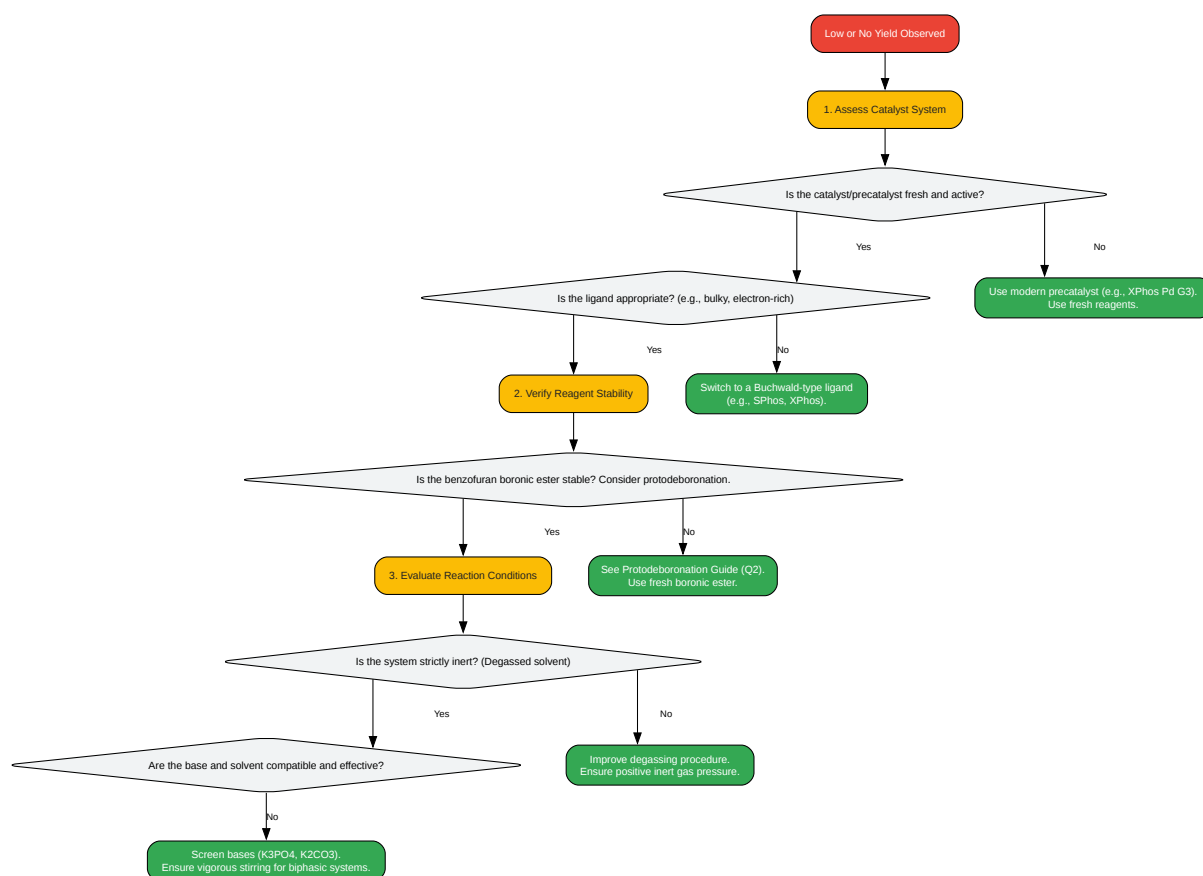 Low or No Yield Observed
1. Assess Catalyst System
Is the catalyst/precatalyst fresh and active?
Yes
No
Is the ligand appropriate? (e.g., bulky, electron-rich)
Use modern precatalyst (e.g., XPhos Pd G3).
Use fresh reagents.
Yes
No
2. Verify Reagent Stability
Switch to a Buchwald-type ligand
(e.g., SPhos, XPhos).
Is the benzofuran boronic ester stable? Consider protodeboronation.
Yes
No
3. Evaluate Reaction Conditions
See Protodeboronation Guide (Q2).
Use fresh boronic ester.
Is the system strictly inert? (Degassed solvent)
Yes
No
Are the base and solvent compatible and effective?
Improve degassing procedure.
Ensure positive inert gas pressure.
No
Screen bases (K3PO4, K2CO3).
Ensure vigorous stirring for biphasic systems.